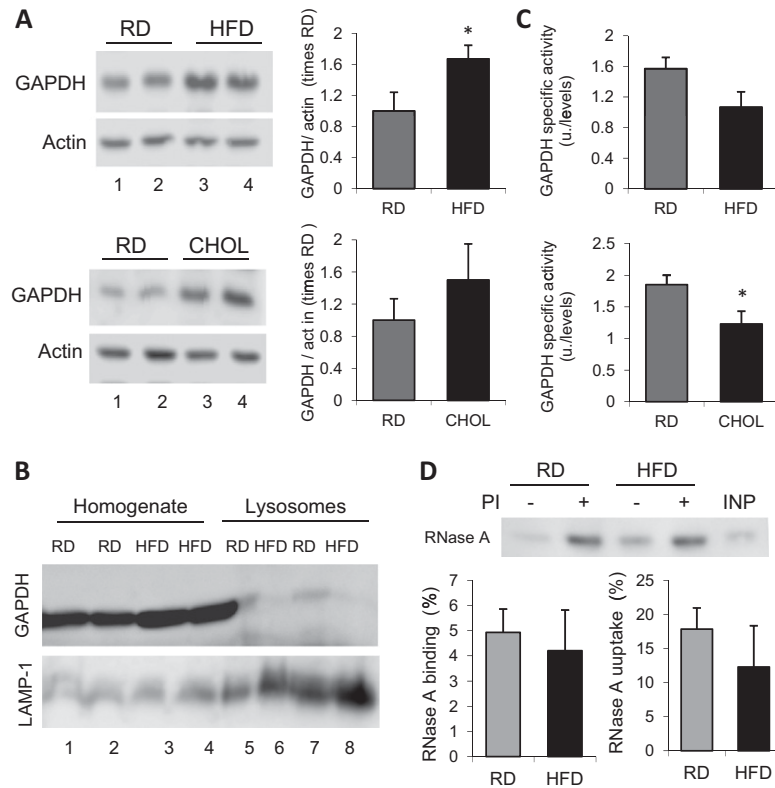 A
RD HFD
GAPDH
Actin
1 2 3 4
GAPDH/ actin (times RD)
2
1.6
1.2
0.8
0.4
0
*
RD HFD
C
GAPDH specific activity
(u./levels)
2
1.6
1.2
1.4
0
RD HFD
RD CHOL
GAPDH
Actin
1 2 3 4
GAPDH / act in (times RD )
2
1.6
1.2
0.8
0.4
0
RD CHOL
GAPDH specific activity
(u./levels)
2.5
2
1.5
1
1
0
*
RD CHOL
B
Homogenate Lysosomes
RD RD HFD HFD RD HFD RD HFD
GAPDH
LAMP-1
1 2 3 4 5 6 7 8
D
RD HFD
PI - + - + INP
RNase A
RNase A binding (%)
7
6
5
4
3
2
1
0
RD HFD
RNase A uuptake (%)
25
20
15
10
5
0
RD HFD